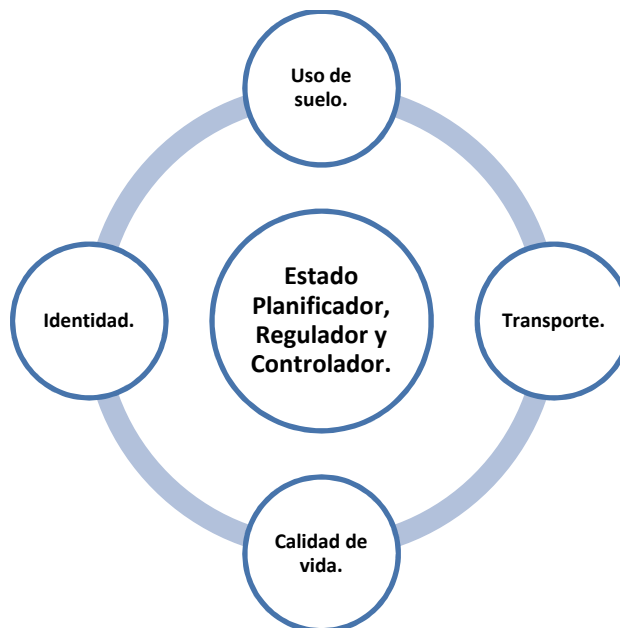 Uso de
suelo.
Identidad.
Estado
Planificador,
Regulador y
Controlador.
Transporte.
Calidad de
vida.